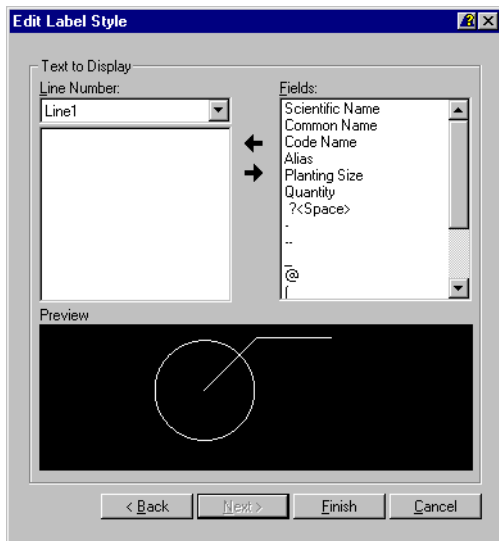 Edit Label Style
Text to Display
Line Number:
Fields:
Line1
Scientific Name
Common Name
Code Name
Alias
Planting Size
Quantity
?<Space>
-
--
_
@
(
Preview
< Back
Next >
Finish
Cancel